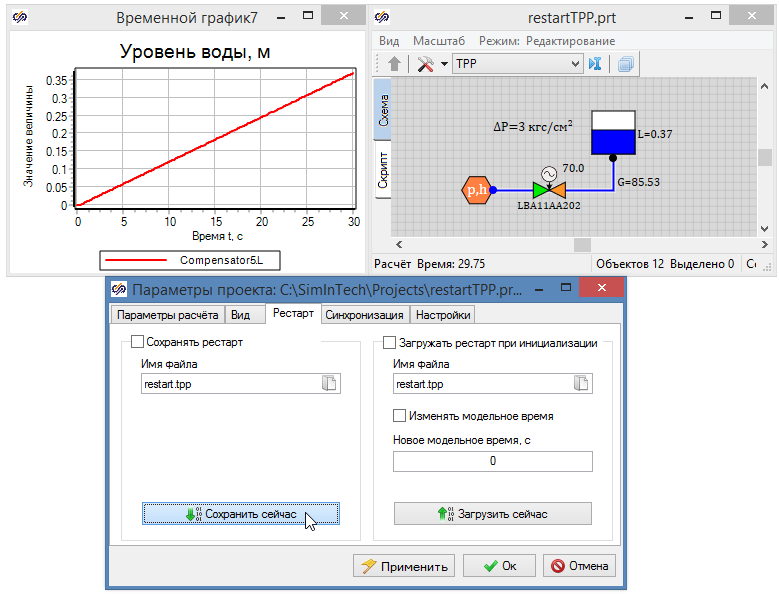 Временной график7
Уровень воды, м
Значение величины
0.35
0.3
0.25
0.2
0.15
0.1
0.05
0
0 5 10 15 20 25 30
Время t, с
Compensator5.L
restartTPP.prt
Вид Масштаб Режим: Редактирование
TPP
Схема
Скрипт
ΔP=3 кгс/см²
L=0.37
70.0
p,h
G=85.53
LBA11AA202
Расчёт Время: 29.75 Объектов 12 Выделено 0
Параметры проекта: C:\SimInTech\Projects\restartTPP.pr...
Параметры расчёта Вид Рестарт Синхронизация Настройки
Сохранять рестарт
Имя файла
restart.tpp
Сохранить сейчас
Загружать рестарт при инициализации
Имя файла
restart.tpp
Изменять модельное время
Новое модельное время, с
0
Загрузить сейчас
Применить Ок Отмена